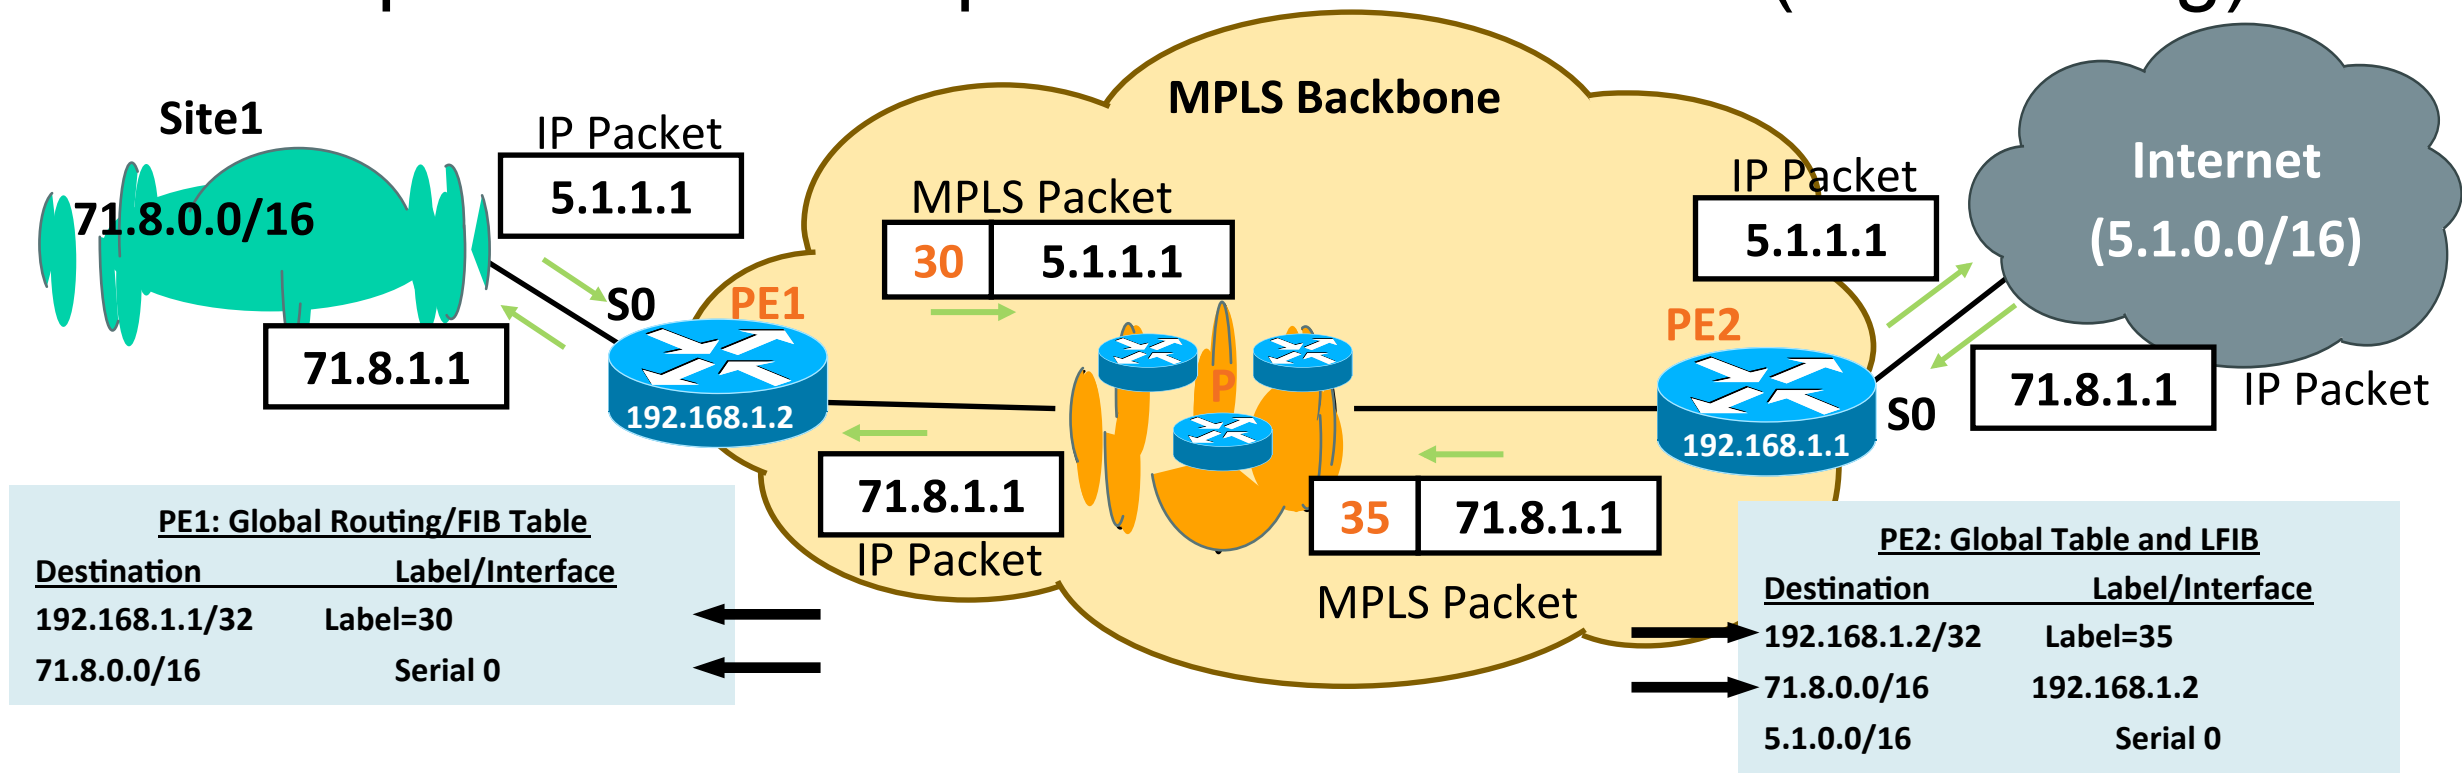 MPLS Backbone
Site1
IP Packet
5.1.1.1
71.8.0.0/16
MPLS Packet
30 5.1.1.1
IP Packet
5.1.1.1
Internet
(5.1.0.0/16)
S0
PE1
192.168.1.2
71.8.1.1
P
PE2
192.168.1.1
S0
71.8.1.1
IP Packet
71.8.1.1
IP Packet
35 71.8.1.1
MPLS Packet
PE1: Global Routing/FIB Table
Destination Label/Interface
192.168.1.1/32 Label=30
71.8.0.0/16 Serial 0
PE2: Global Table and LFIB
Destination Label/Interface
192.168.1.2/32 Label=35
71.8.0.0/16 192.168.1.2
5.1.0.0/16 Serial 0